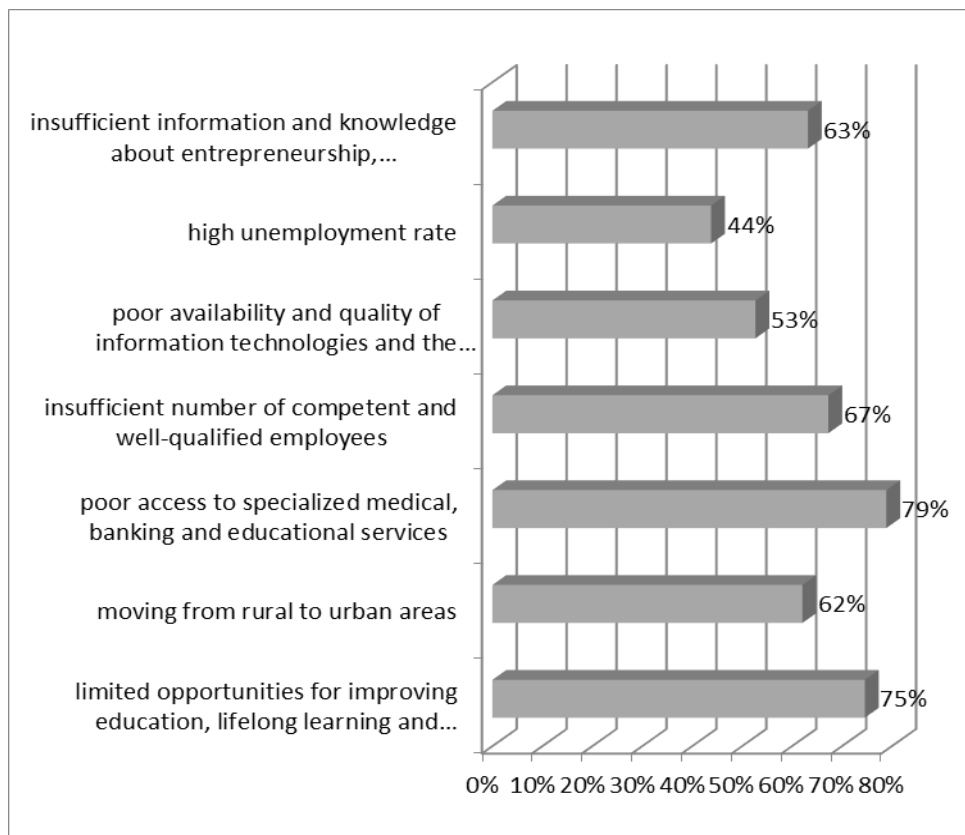 insufficient information and knowledge
about entrepreneurship,...
63%
high unemployment rate
44%
poor availability and quality of
information technologies and the ...
53%
insufficient number of competent and
well-qualified employees
67%
poor access to specialized medical,
banking and educational services
79%
moving from rural to urban areas
62%
limited opportunities for improving
education, lifelong learning and...
75%
0% 10% 20% 30% 40% 50% 60% 70% 80%